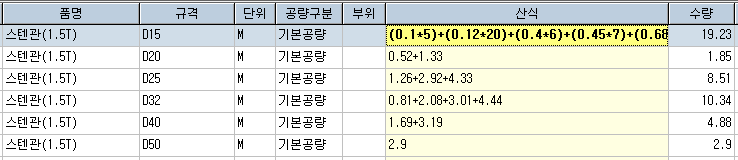 품명 규격 단위 공량구분 부위 산식 수량
스텐관(1.5T) D15 M 기본공량 (0.1*5)+(0.12*20)+(0.4*6)+(0.45*7)+(0.68 19.23
스텐관(1.5T) D20 M 기본공량 0.52+1.33 1.85
스텐관(1.5T) D25 M 기본공량 1.26+2.92+4.33 8.51
스텐관(1.5T) D32 M 기본공량 0.81+2.08+3.01+4.44 10.34
스텐관(1.5T) D40 M 기본공량 1.69+3.19 4.88
스텐관(1.5T) D50 M 기본공량 2.9 2.9